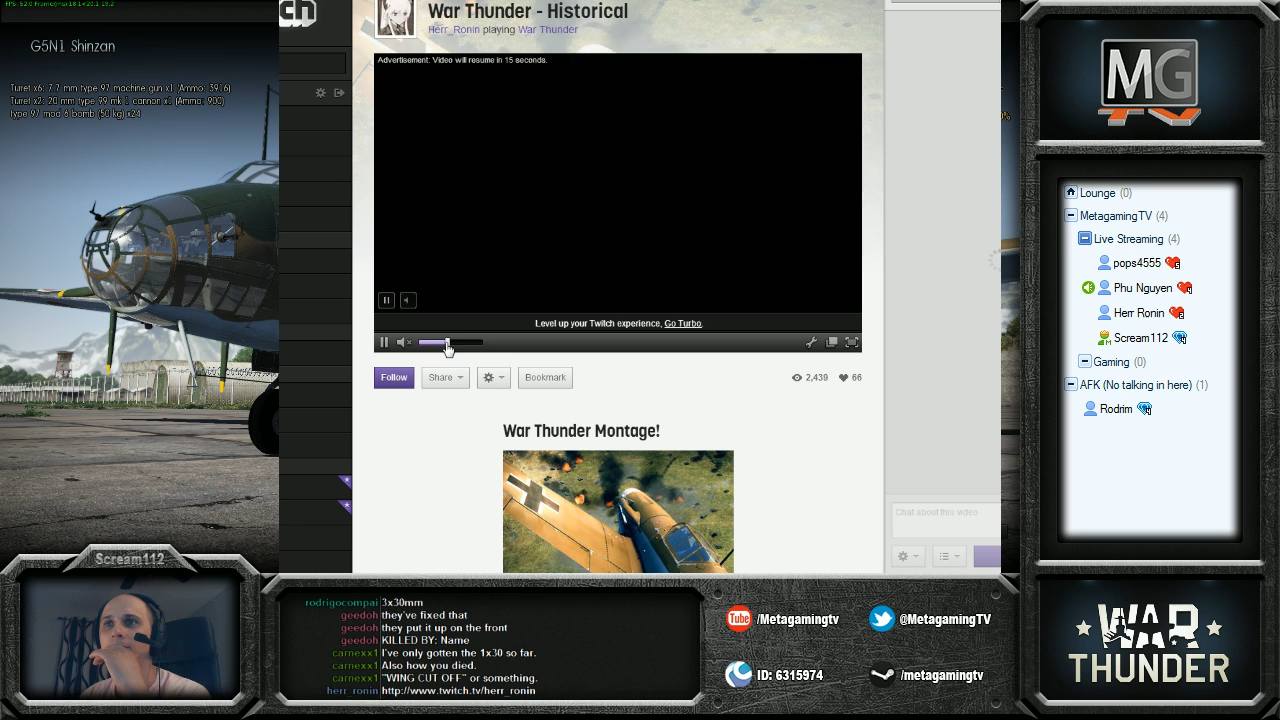 G5N1 Shinzan
Turret x6: 7.7 mm type 97 machine gun x1 (Ammo: 3916)
Turret x2: 20 mm type 99 mk 1 cannon x1 (Ammo: 900)
Type 97 mod 6 bomb (50 kg) x24
ch
War Thunder - Historical
Herr_Ronin playing War Thunder
Advertisement: Video will resume in 15 seconds.
Level up your Twitch experience, Go Turbo.
Follow
Share
Bookmark
2,439
66
War Thunder Montage!
Chat about this video
MG
TV
Lounge (0)
MetagamingTV (4)
Live Streaming (4)
pops4555
Phu Nguyen
Herr Ronin
Scream112
Gaming (0)
AFK (No talking in here) (1)
Rodrim
Scream112
rodrigocompai 3x30mm
geedoh they've fixed that
geedoh they put it up on the front
geedoh KILLED BY: Name
carnexx1 I've only gotten the 1x30 so far.
carnexx1 Also how you died.
carnexx1 "WING CUT OFF" or something.
herr_ronin http://www.twitch.tv/herr_ronin
Tube /Metagamingtv
@MetagamingTV
ID: 6315974
/metagamingtv
WAR
THUNDER